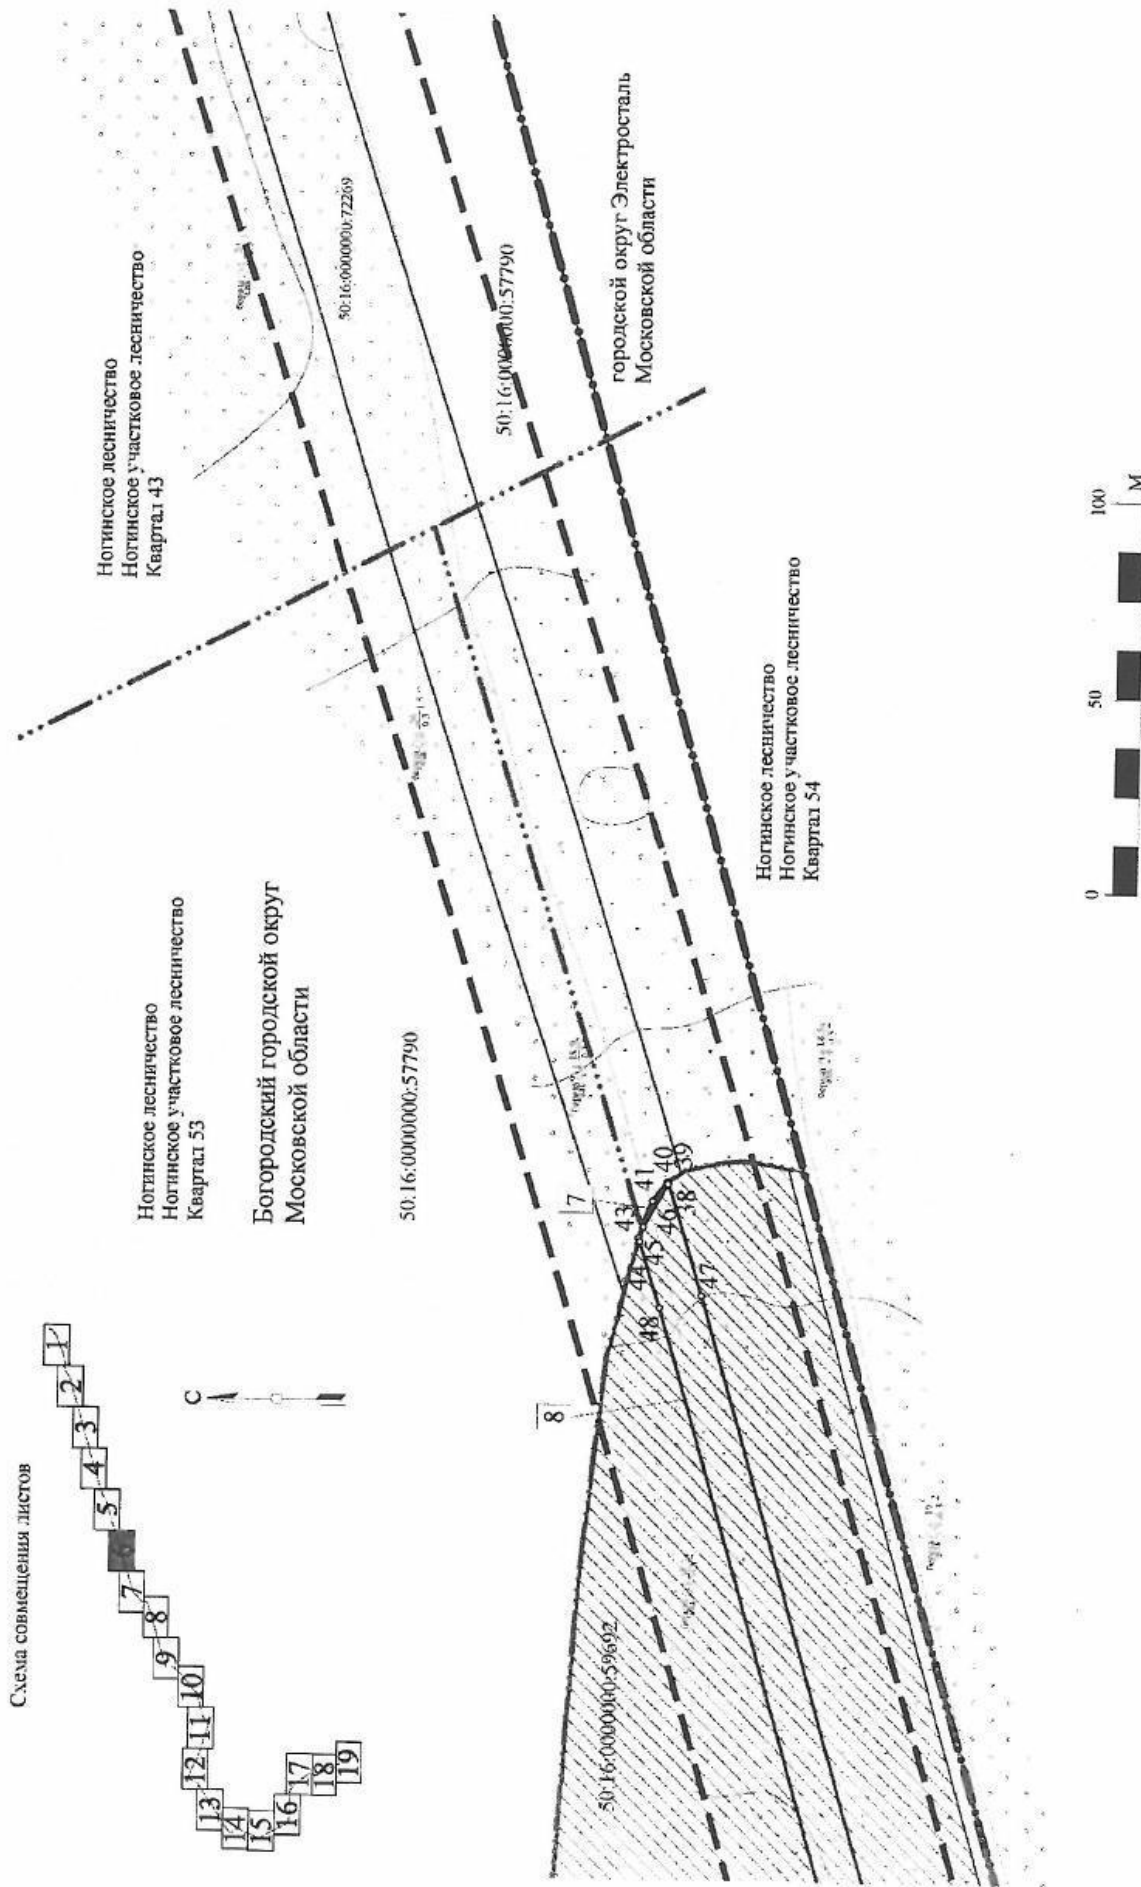 Схема совмещения листов
1
2
3
4
5
6
7
8
9
10
11
12
13
14
15
16
17
18
19
С
Ногинское лесничество
Ногинское участковое лесничество
Квартал 53
Богородский городской округ
Московской области
50:16:0000000:57790
Ногинское лесничество
Ногинское участковое лесничество
Квартал 43
50:16:0000000:72269
50:16:0000000:57790
городской округ Электросталь
Московской области
Ногинское лесничество
Ногинское участковое лесничество
Квартал 54
50:16:0000000:59692
8
7
48
47
44
45
43
46
41
38
40
39
0
50
100
М